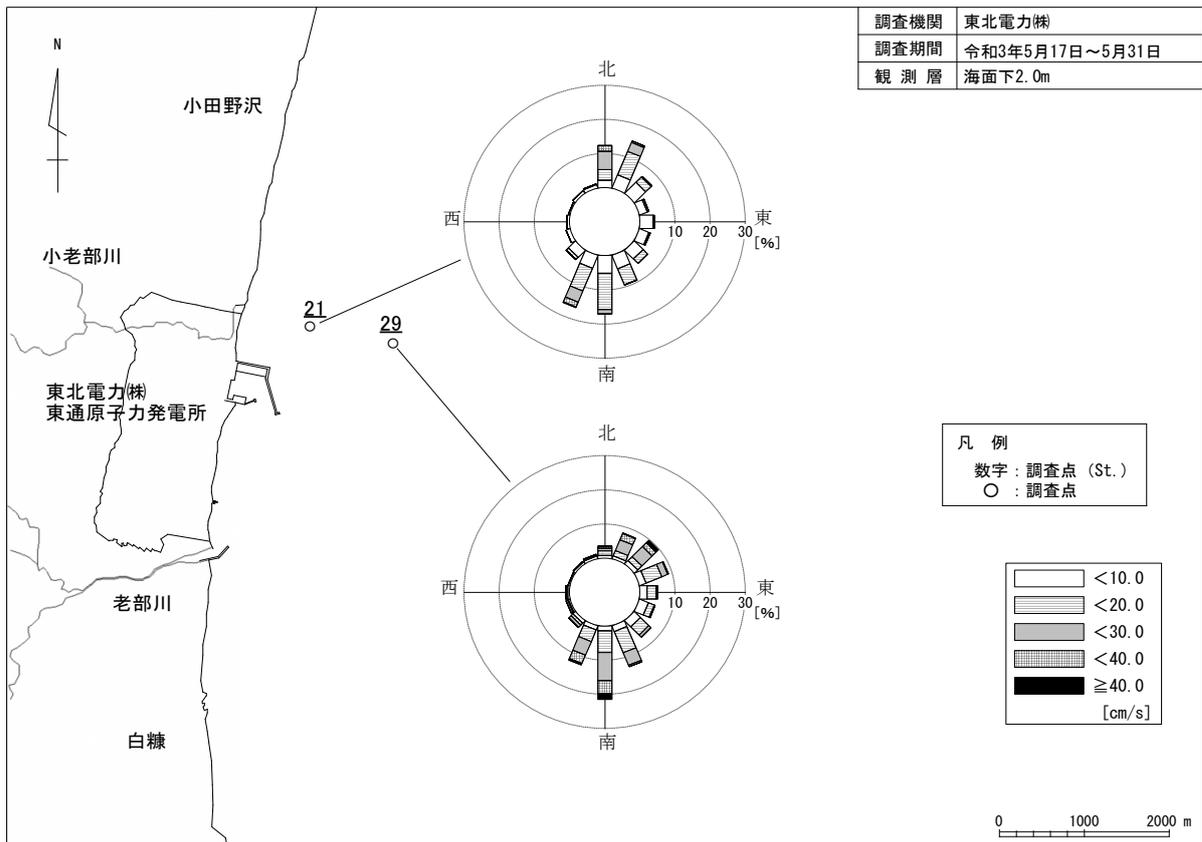 調査機関 東北電力㈱
調査期間 令和3年5月17日～5月31日
観測層 海面下2.0m
N
小田野沢
北
西
東
10 20 30
[%]
南
小老部川
21
29
東北電力㈱
東通原子力発電所
北
西
東
10 20 30
[%]
南
老部川
白糠
凡 例
数字：調査点 (St.)
○：調査点
＜10.0
＜20.0
＜30.0
＜40.0
≧40.0
[cm/s]
0 1000 2000 m